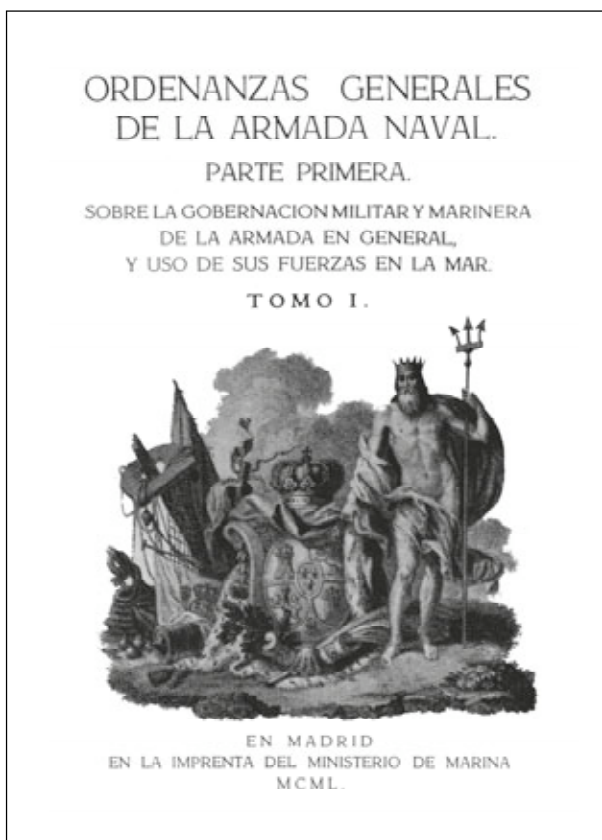 ORDENANZAS GENERALES
DE LA ARMADA NAVAL.
PARTE PRIMERA.
SOBRE LA GOBERNACION MILITAR Y MARINERA
DE LA ARMADA EN GENERAL,
Y USO DE SUS FUERZAS EN LA MAR.
TOMO I.
EN MADRID
EN LA IMPRENTA DEL MINISTERIO DE MARINA
MCML.